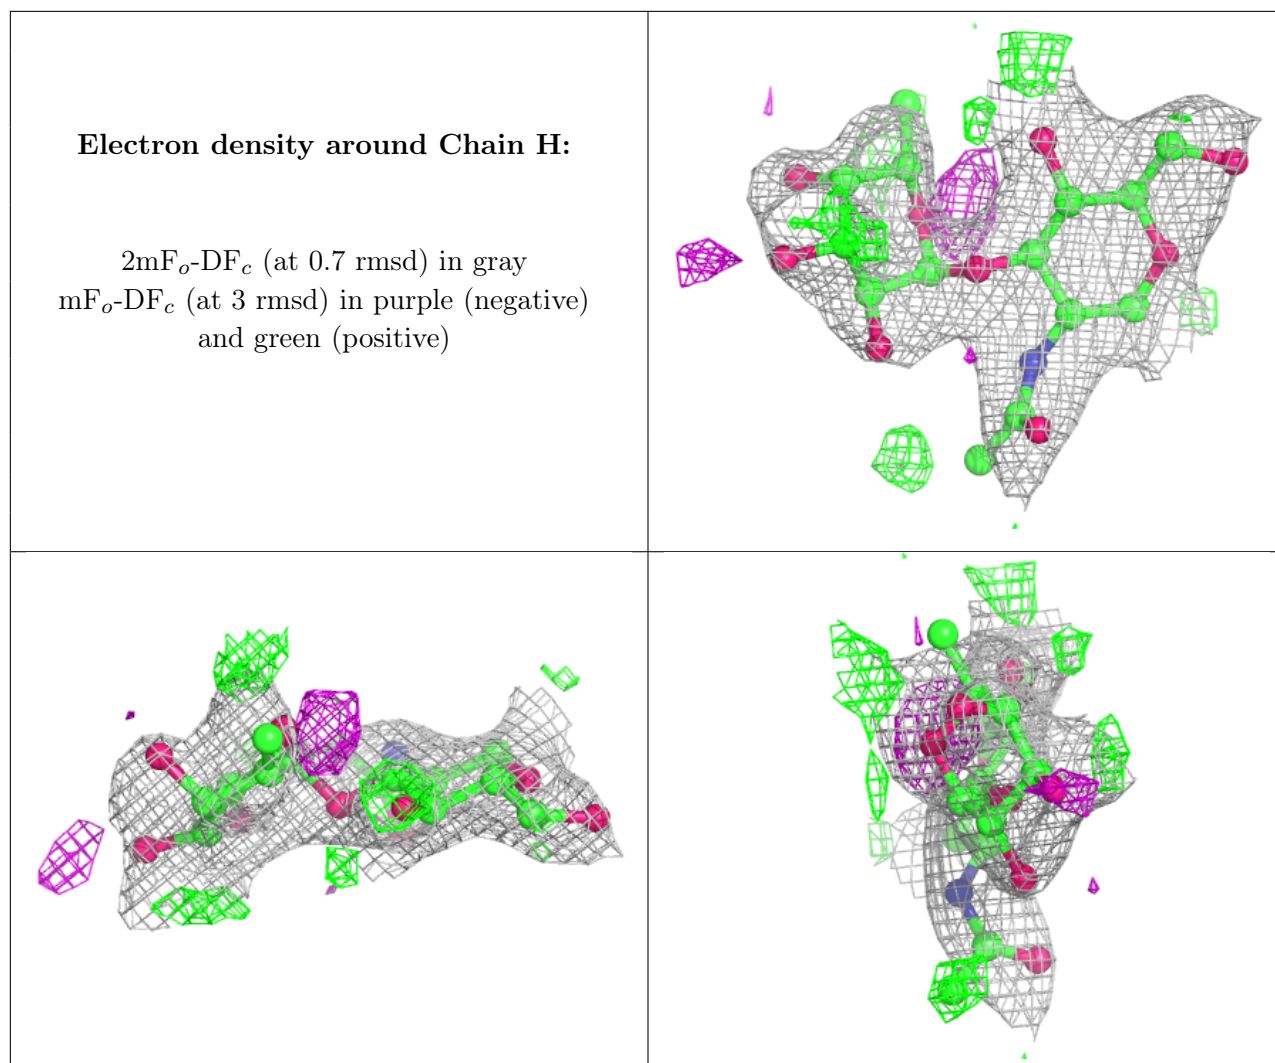 Electron density around Chain H:
2mFo-DFc (at 0.7 rmsd) in gray
mFo-DFc (at 3 rmsd) in purple (negative)
and green (positive)